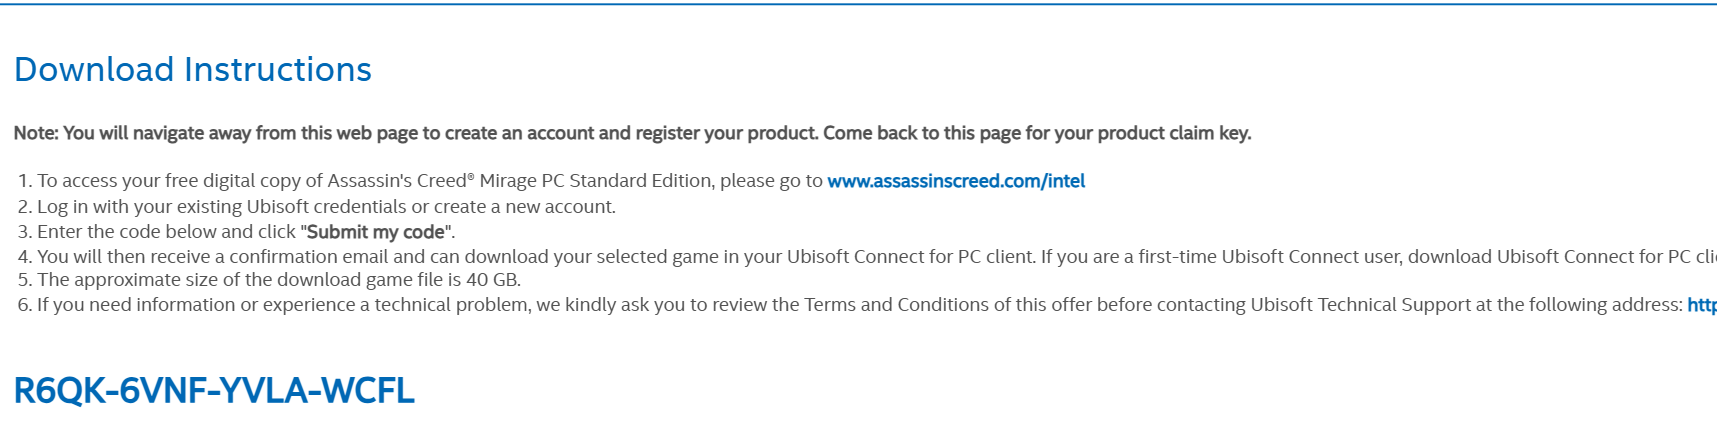 Download Instructions
Note: You will navigate away from this web page to create an account and register your product. Come back to this page for your product claim key.
1. To access your free digital copy of Assassin's Creed® Mirage PC Standard Edition, please go to www.assassinscreed.com/intel
2. Log in with your existing Ubisoft credentials or create a new account.
3. Enter the code below and click "Submit my code".
4. You will then receive a confirmation email and can download your selected game in your Ubisoft Connect for PC client. If you are a first-time Ubisoft Connect user, download Ubisoft Connect for PC
5. The approximate size of the download game file is 40 GB.
6. If you need information or experience a technical problem, we kindly ask you to review the Terms and Conditions of this offer before contacting Ubisoft Technical Support at the following address:
R6QK-6VNF-YVLA-WCFL